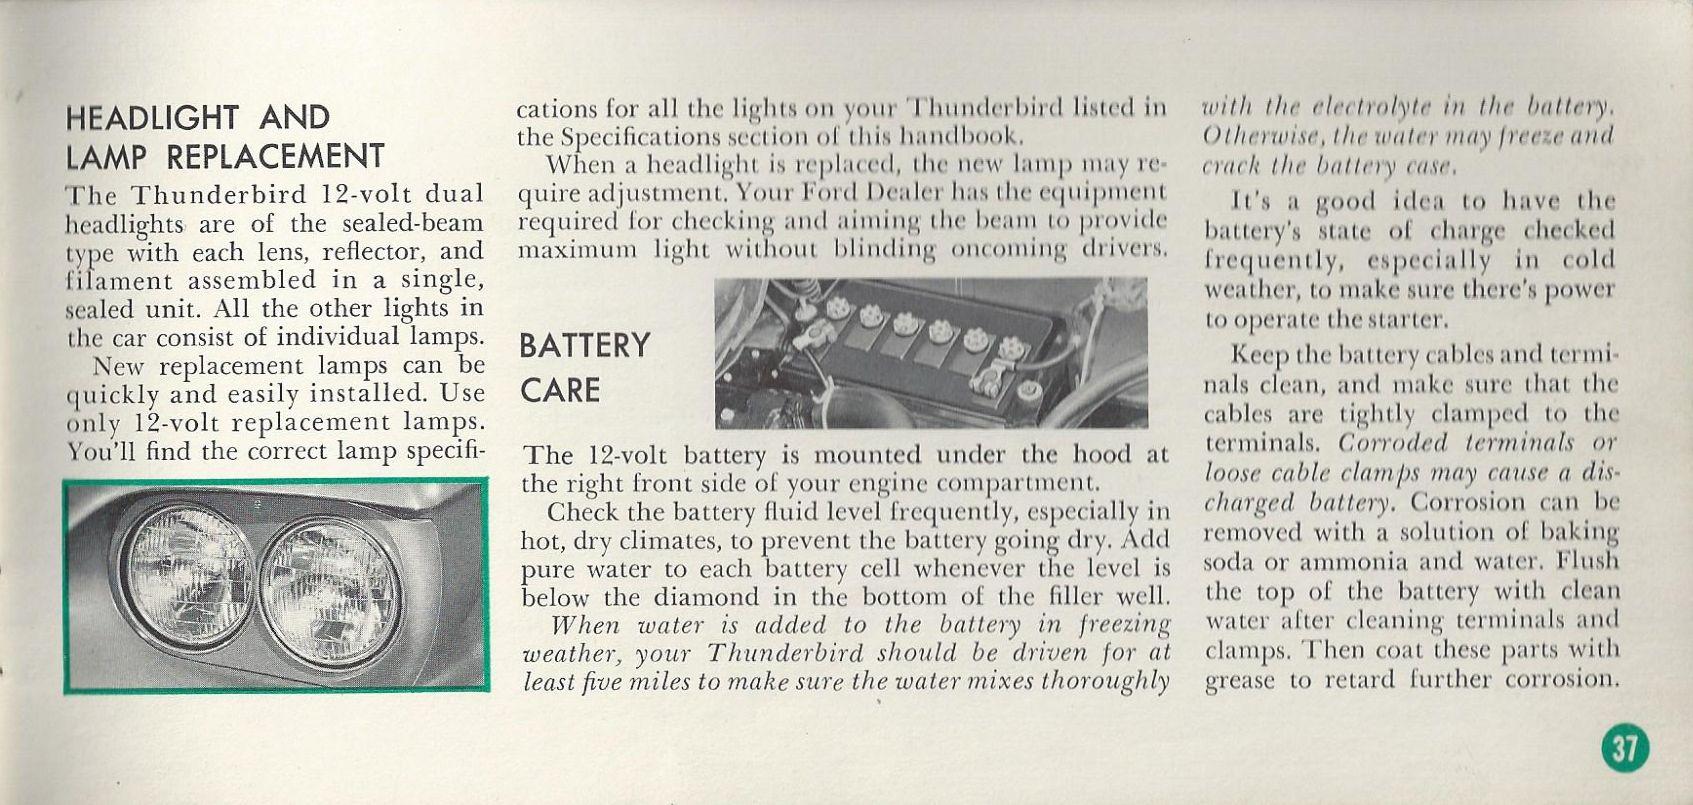 HEADLIGHT AND
LAMP REPLACEMENT
The Thunderbird 12-volt dual
headlights are of the sealed-beam
type with each lens, reflector, and
filament assembled in a single,
sealed unit. All the other lights in
the car consist of individual lamps.
New replacement lamps can be
quickly and easily installed. Use
only 12-volt replacement lamps.
You'll find the correct lamp specifi-
cations for all the lights on your Thunderbird listed in
the Specifications section of this handbook.
When a headlight is replaced, the new lamp may re-
quire adjustment. Your Ford Dealer has the equipment
required for checking and aiming the beam to provide
maximum light without blinding oncoming drivers.
BATTERY
CARE
The 12-volt battery is mounted under the hood at
the right front side of your engine compartment.
Check the battery fluid level frequently, especially in
hot, dry climates, to prevent the battery going dry. Add
pure water to each battery cell whenever the level is
below the diamond in the bottom of the filler well.
When water is added to the battery in freezing
weather, your Thunderbird should be driven for at
least five miles to make sure the water mixes thoroughly
with the electrolyte in the battery.
Otherwise, the water may freeze and
crack the battery case.
It's a good idea to have the
battery's state of charge checked
frequently, especially in cold
weather, to make sure there's power
to operate the starter.
Keep the battery cables and termi-
nals clean, and make sure that the
cables are tightly clamped to the
terminals. Corroded terminals or
loose cable clamps may cause a dis-
charged battery. Corrosion can be
removed with a solution of baking
soda or ammonia and water. Flush
the top of the battery with clean
water after cleaning terminals and
clamps. Then coat these parts with
grease to retard further corrosion.
37